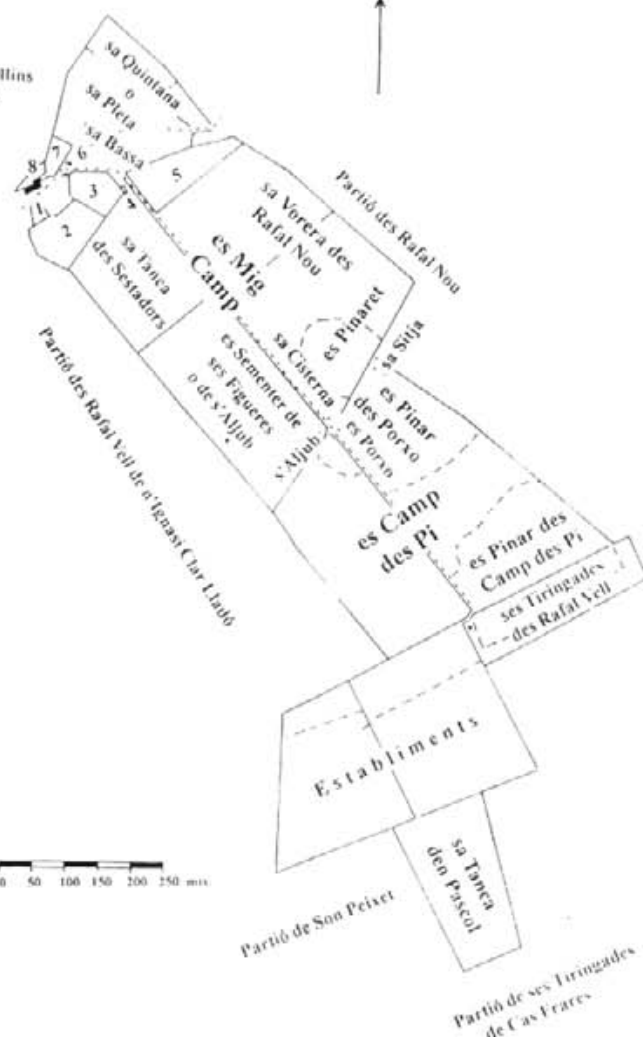 sa Quintana
o
sa Pleta
sa Bassa
7
8
6
5
3
4
1
2
sa Vorera des
Rafal Nou
Partió des Rafal Nou
es Mig
Camp
sa Tanca
des Sestadors
es Pinaret
sa Sitja
sa Cisterna
es Sementer de
ses Figueres
o de s'Aljub
es Pinar
des Porxo
es Porxo
s'Aljub
Partió des Rafal Vell de n'Ignasi Clar Lladó
es Camp
des Pi
es Pinar des
Camp des Pi
ses Tiringades
des Rafal Vell
Establiments
0 50 100 150 200 250 mts.
sa Tanca
den Pascol
Partió de Son Peixet
Partió de ses Tiringades
de Cas Frares